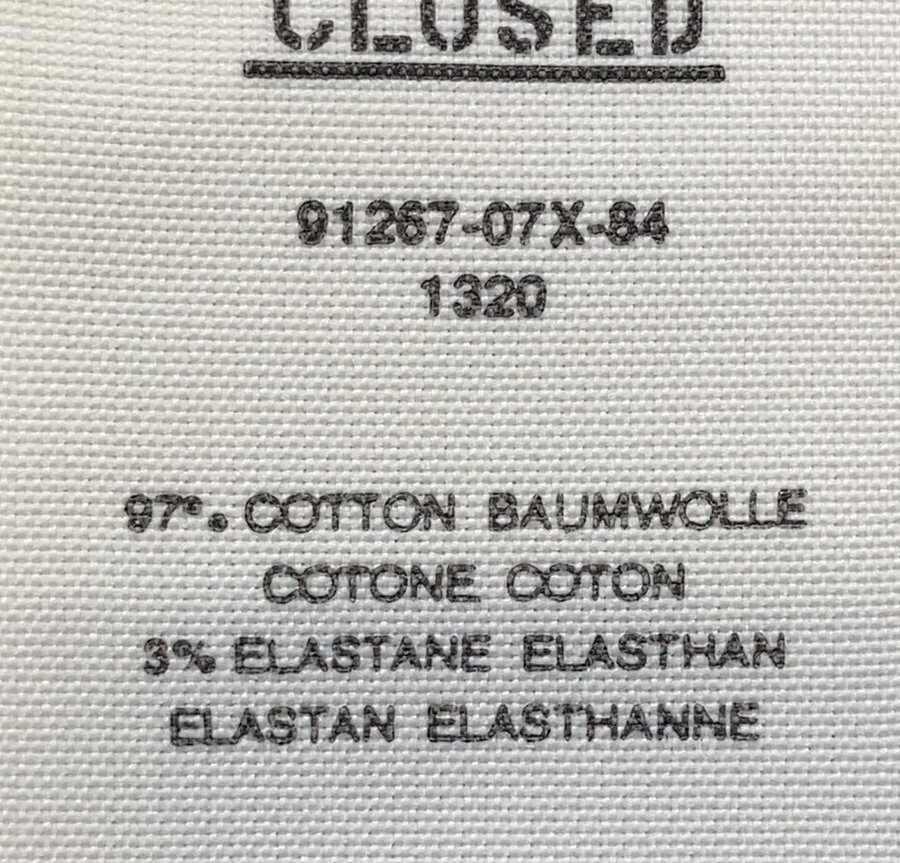 CLOSED
91267-07X-84
1320
97% COTTON BAUMWOLLE
COTONE COTON
3% ELASTANE ELASTHAN
ELASTAN ELASTHANNE